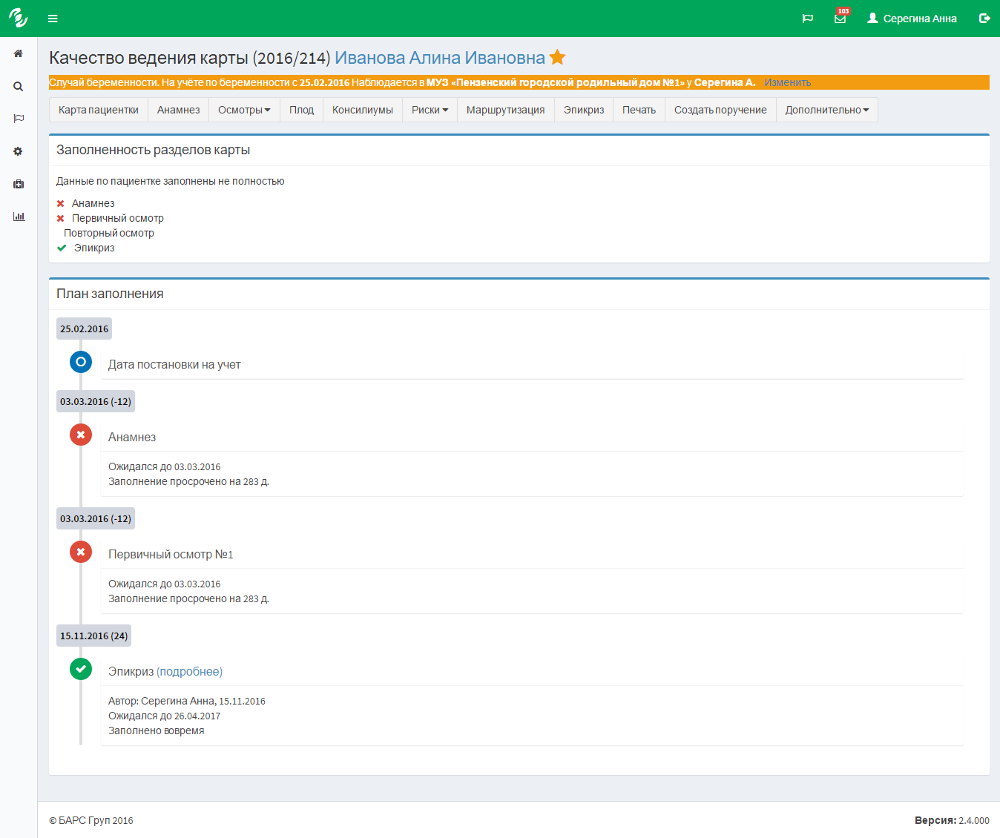 103
Серегина Анна
Качество ведения карты (2016/214) Иванова Алина Ивановна
Случай беременности. На учёте по беременности с 25.02.2016 Наблюдается в МУЗ «Пензенский городской родильный дом №1» у Серегина А. Изменить
Карта пациентки Анамнез Осмотры Плод Консилиумы Риски Маршрутизация Эпикриз Печать Создать поручение Дополнительно
Заполненность разделов карты
Данные по пациентке заполнены не полностью
Анамнез
Первичный осмотр
Повторный осмотр
Эпикриз
План заполнения
25.02.2016
Дата постановки на учет
03.03.2016 (-12)
Анамнез
Ожидался до 03.03.2016
Заполнение просрочено на 283 д.
03.03.2016 (-12)
Первичный осмотр №1
Ожидался до 03.03.2016
Заполнение просрочено на 283 д.
15.11.2016 (24)
Эпикриз (подробнее)
Автор: Серегина Анна, 15.11.2016
Ожидался до 26.04.2017
Заполнено вовремя
© БАРС Груп 2016
Версия: 2.4.000